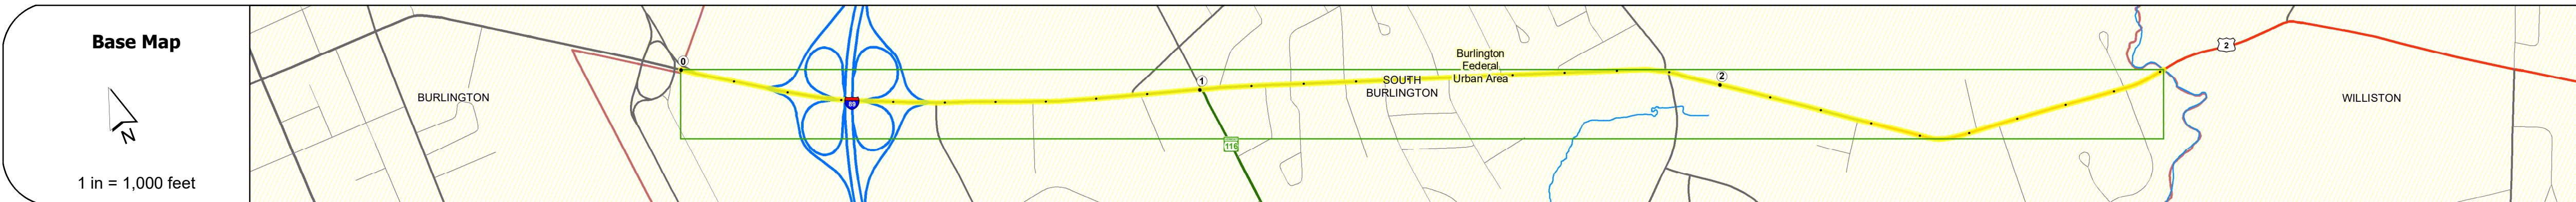 Base Map
N
1 in = 1,000 feet
BURLINGTON
0
89
1
116
SOUTH
BURLINGTON
Burlington
Federal
Urban Area
2
2
WILLISTON